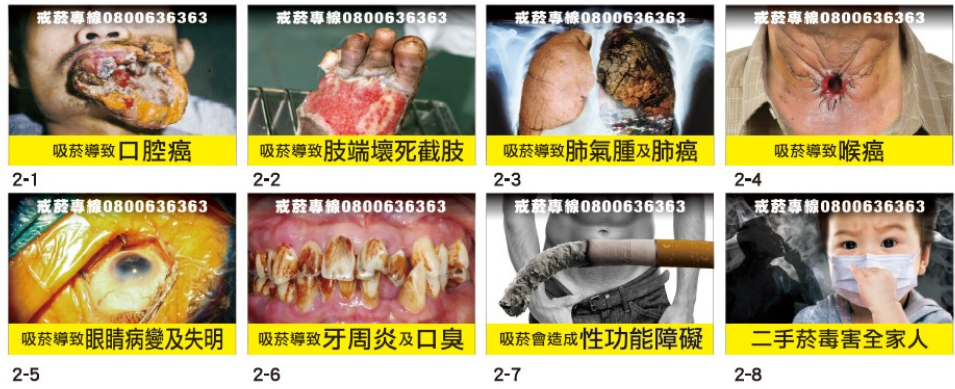 戒菸專線0800636363
吸菸導致口腔癌
2-1
戒菸專線0800636363
吸菸導致肢端壞死截肢
2-2
戒菸專線0800636363
吸菸導致肺氣腫及肺癌
2-3
戒菸專線0800636363
吸菸導致喉癌
2-4
戒菸專線0800636363
吸菸導致眼睛病變及失明
2-5
戒菸專線0800636363
吸菸導致牙周炎及口臭
2-6
戒菸專線0800636363
吸菸會造成性功能障礙
2-7
戒菸專線0800636363
二手菸毒害全家人
2-8